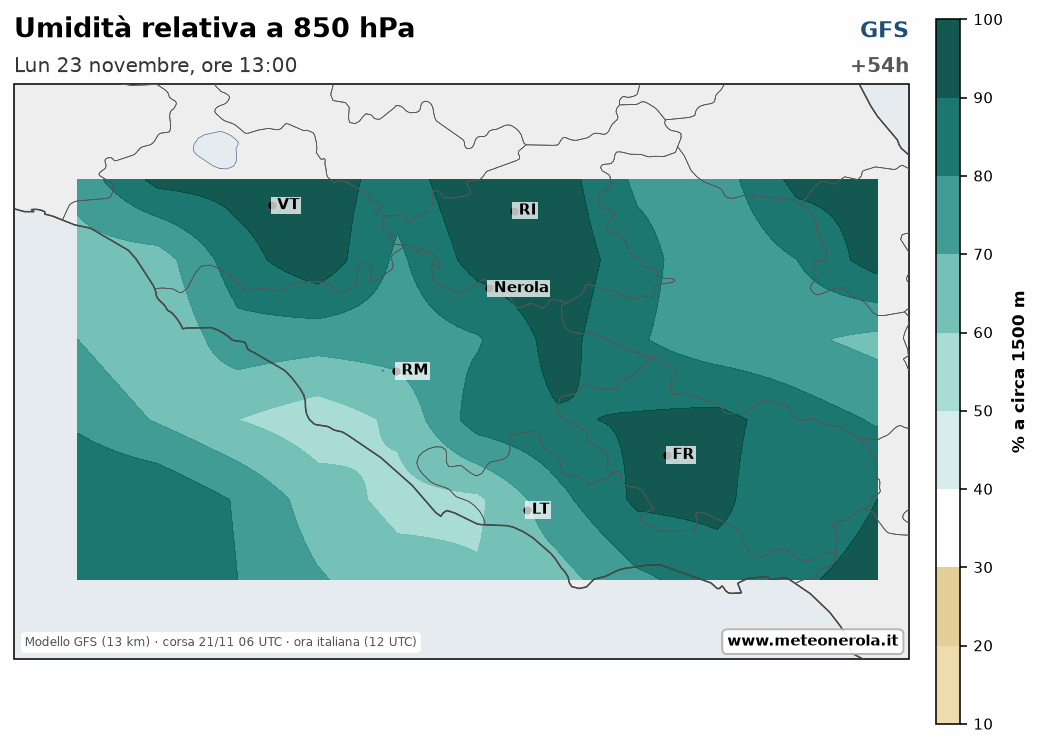 Umidità relativa a 850 hPa
GFS
Lun 23 novembre, ore 13:00
+54h
VT
RI
Nerola
RM
FR
LT
Modello GFS (13 km) · corsa 21/11 06 UTC · ora italiana (12 UTC)
www.meteonerola.it
100
90
80
70
60
50
40
30
20
10
% a circa 1500 m